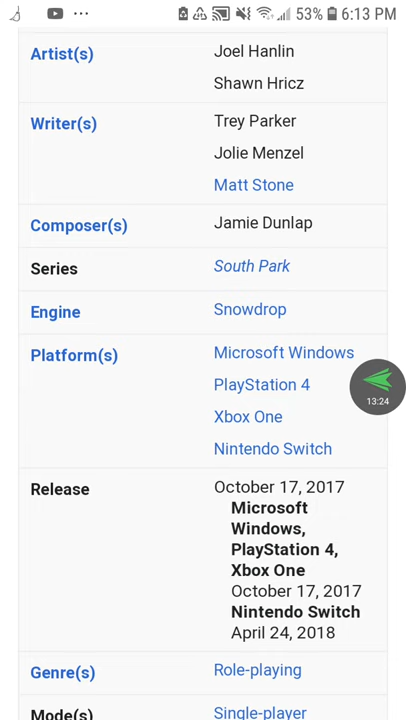 53% 6:13 PM
Artist(s) Joel Hanlin
Shawn Hricz
Writer(s) Trey Parker
Jolie Menzel
Matt Stone
Composer(s) Jamie Dunlap
Series South Park
Engine Snowdrop
Platform(s) Microsoft Windows
PlayStation 4
13:24
Xbox One
Nintendo Switch
Release October 17, 2017
Microsoft
Windows,
PlayStation 4,
Xbox One
October 17, 2017
Nintendo Switch
April 24, 2018
Genre(s) Role-playing
Mode(s) Single-player